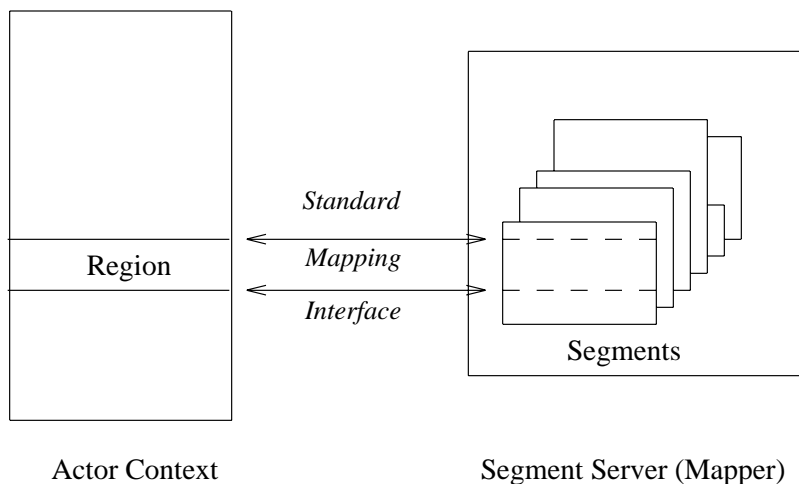 Standard
Region
Mapping
Interface
Segments
Actor Context
Segment Server (Mapper)